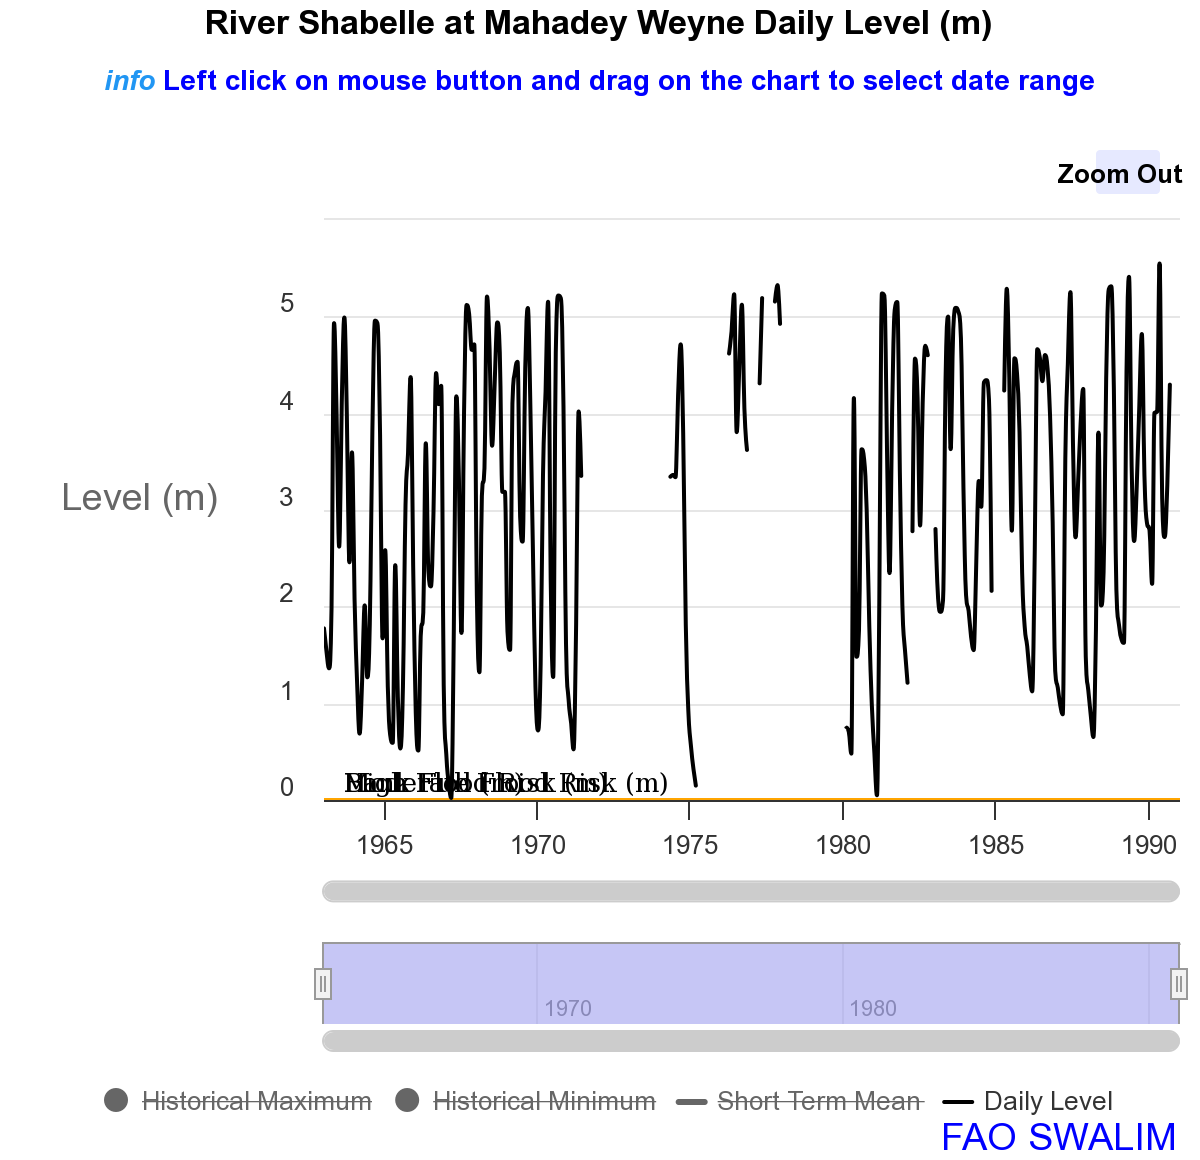 River Shabelle at Mahadey Weyne Daily Level (m)
info Left click on mouse button and drag on the chart to select date range
Zoom Out
5
4
Level (m)
3
2
1
0
Risk (m)
1965 1970 1975 1980 1985 1990
1970 1980
Historical Maximum Historical Minimum Short Term Mean Daily Level
FAO SWALIM